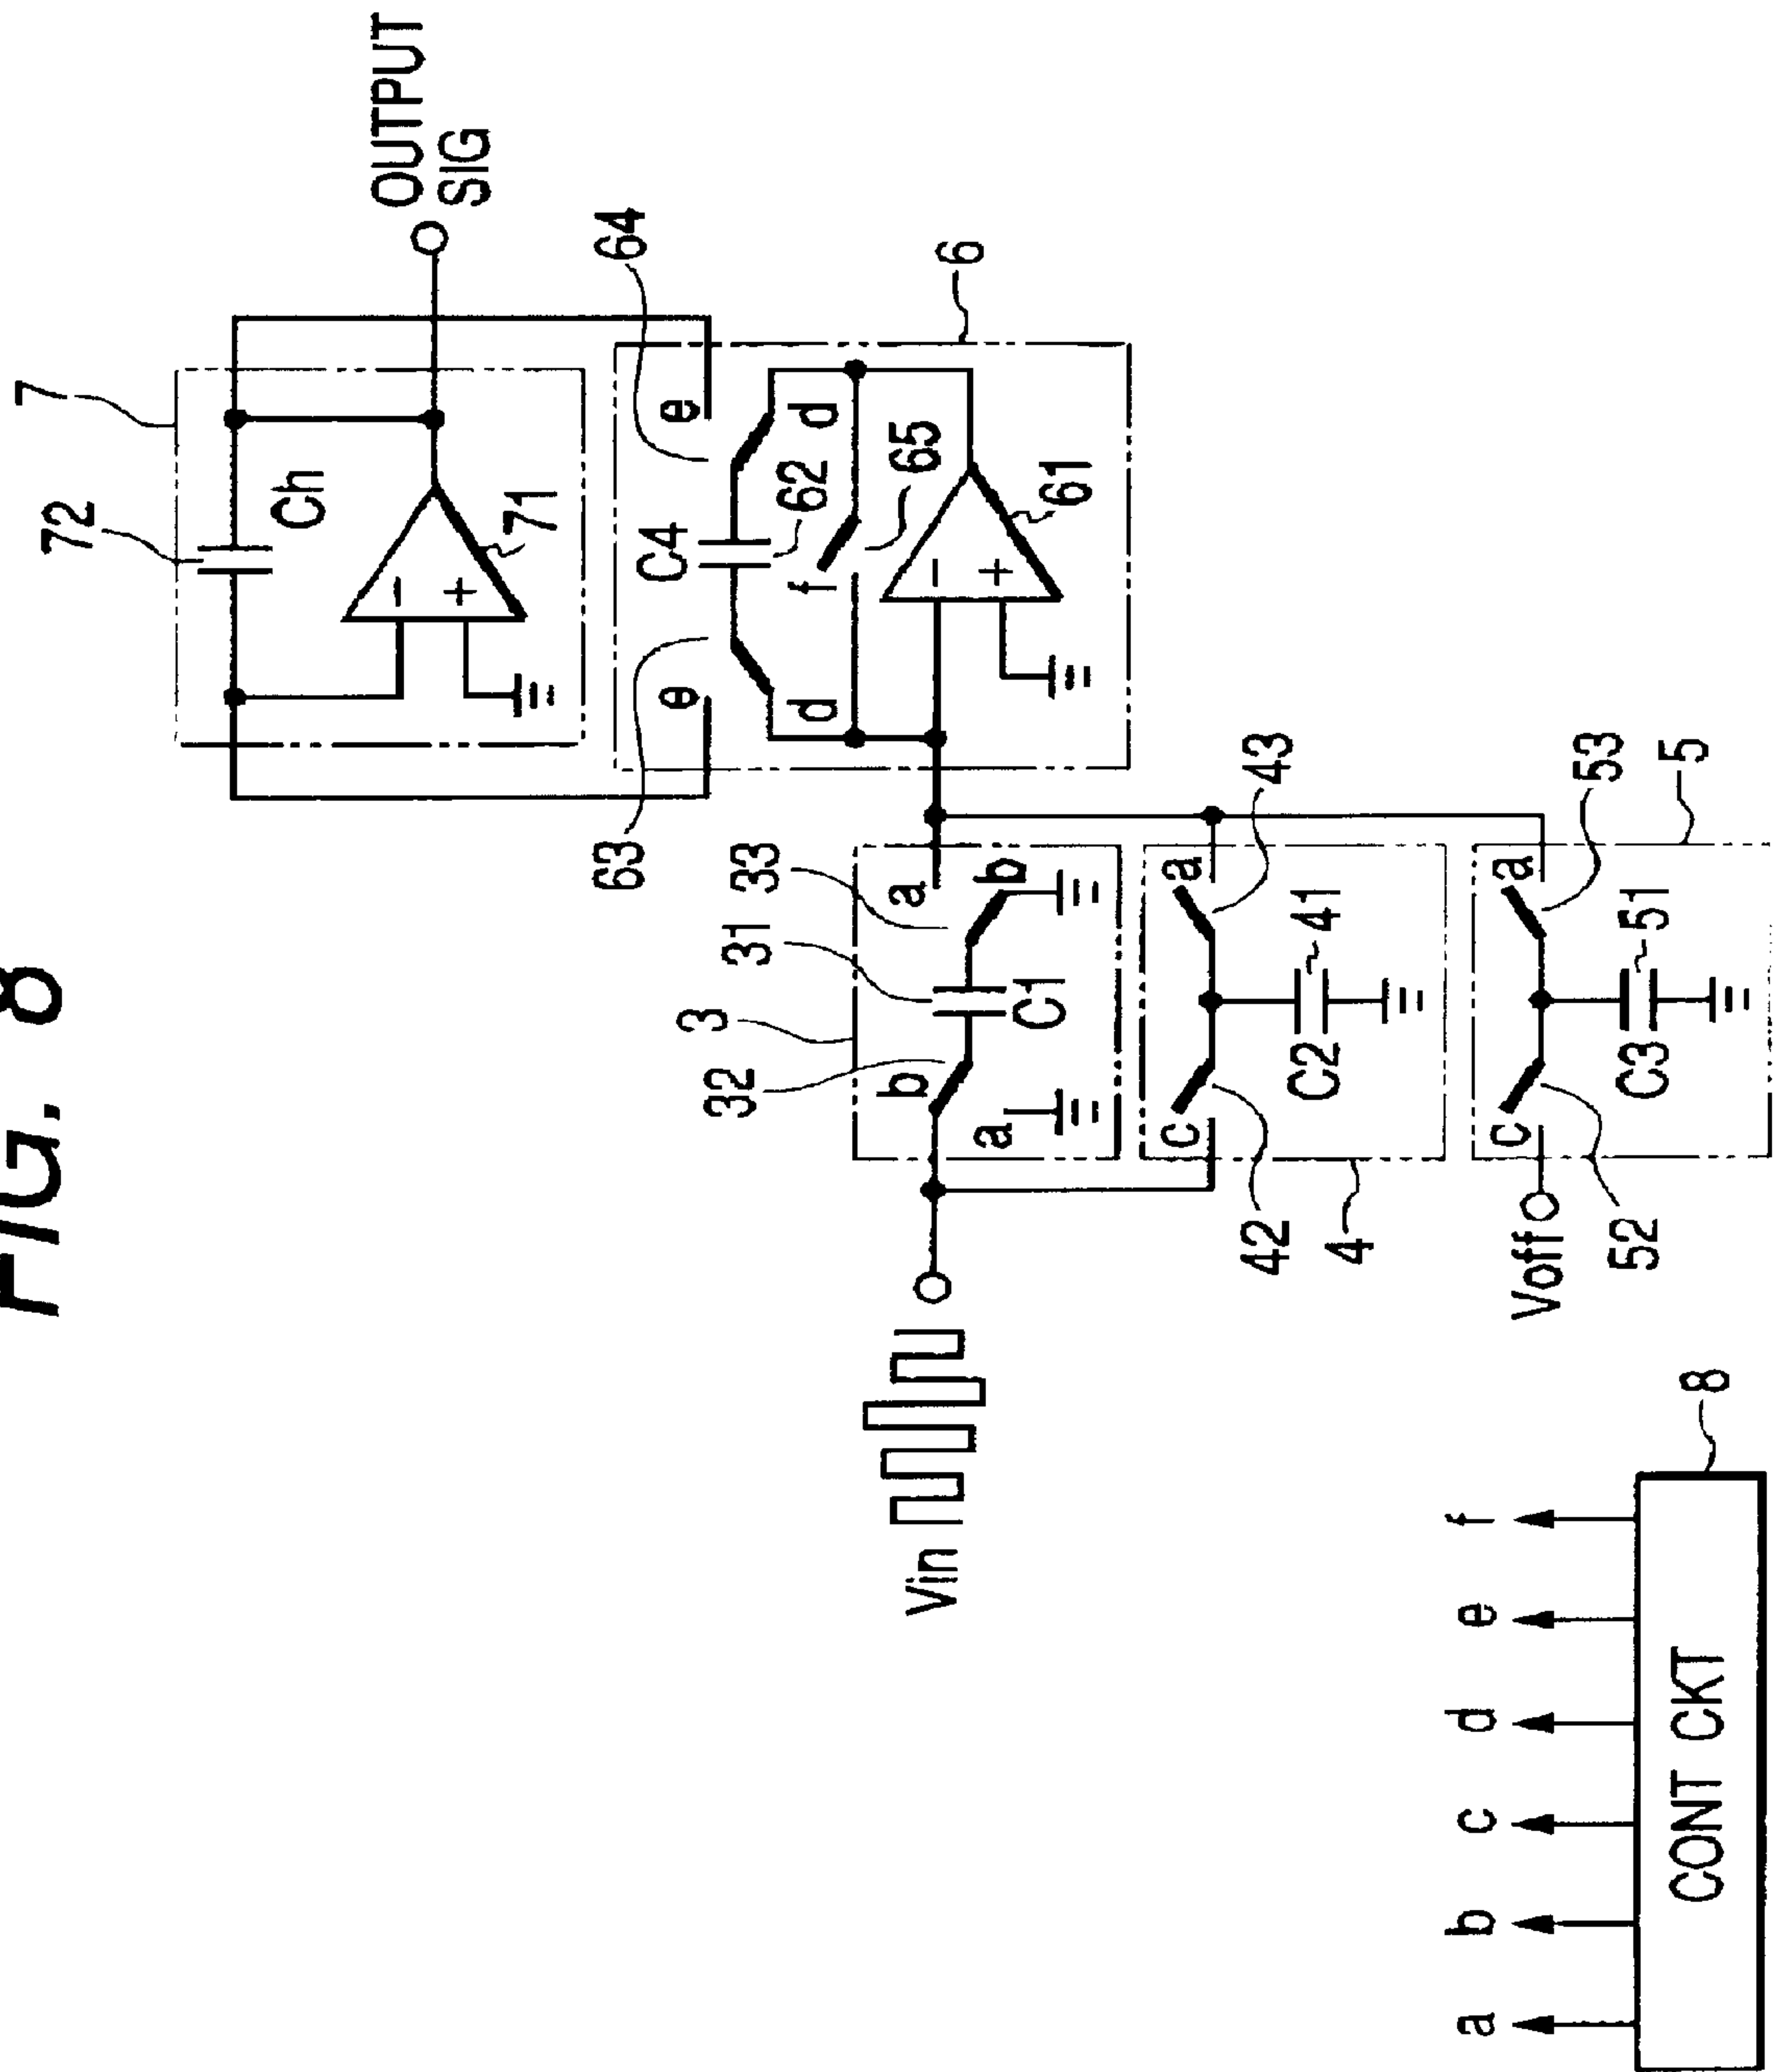 FIG. 8
7
72
Ch
71
-
+
OUTPUT
SIG
63
64
e
e
C4
62
d
d
f
65
-
+
61
6
3
31
33
32
b
a
C1
a
b
c
a
43
42
C2
41
4
c
a
53
52
C3
51
5
Vin
Voff
a
b
c
d
e
f
CONT CKT
8